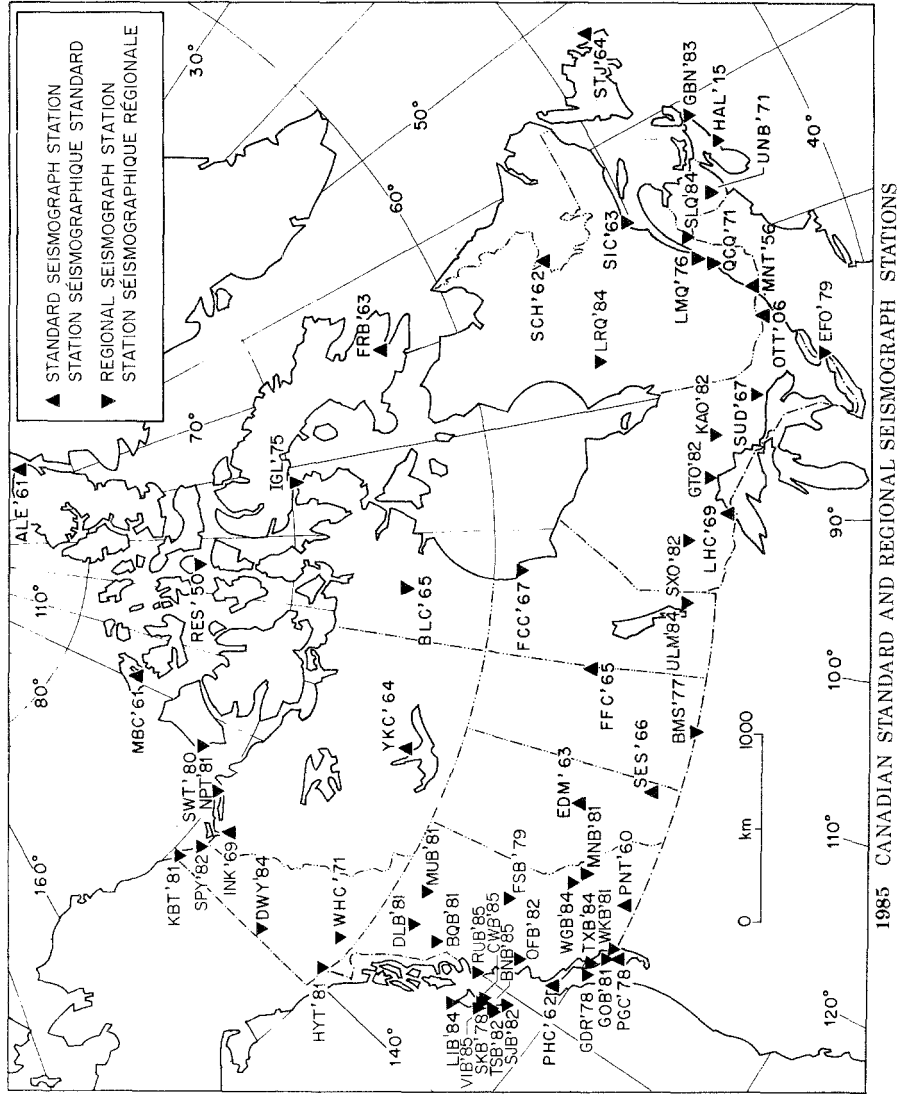 STANDARD SEISMOGRAPH STATION
STATION SÉISMOGRAPHIQUE STANDARD
REGIONAL SEISMOGRAPH STATION
STATION SÉISMOGRAPHIQUE RÉGIONALE
ALE'61
30°
70°
110°
80°
160°
MBC'61
RES'50
IGL'75
FRB'63
60°
50°
SWT'80
NPT'81
KBT'81
SPY'82
INK'69
DWY'84
WHC'71
HYT'81
140°
YKC'64
BLC'65
SCH'62
STJ'64
DLB'81
MUB'81
BQB'81
LIB'84
VIB'85
SKB'78
TSB'82
SJB'82
RUB'85
CWB'85
BNB'85
FSB'79
OFB'82
FCC'67
LRQ'84
SIC'63
PHC'62
WGB'84
EDM'63
MNB'81
FFC'65
GDR'78
TXB'84
GOB'81
WKB'81
PGC'78
PNT'60
SES'66
BMS'77
ULM'84
SXO'82
LHC'69
GTO'82
KAO'82
SUD'67
LMQ'76
SLQ'84
QCQ'71
MNT'56
OTT'06
EFO'79
GBN'83
HAL'15
UNB'71
40°
0
km
1000
120°
110°
100°
90°
1985 CANADIAN STANDARD AND REGIONAL SEISMOGRAPH STATIONS